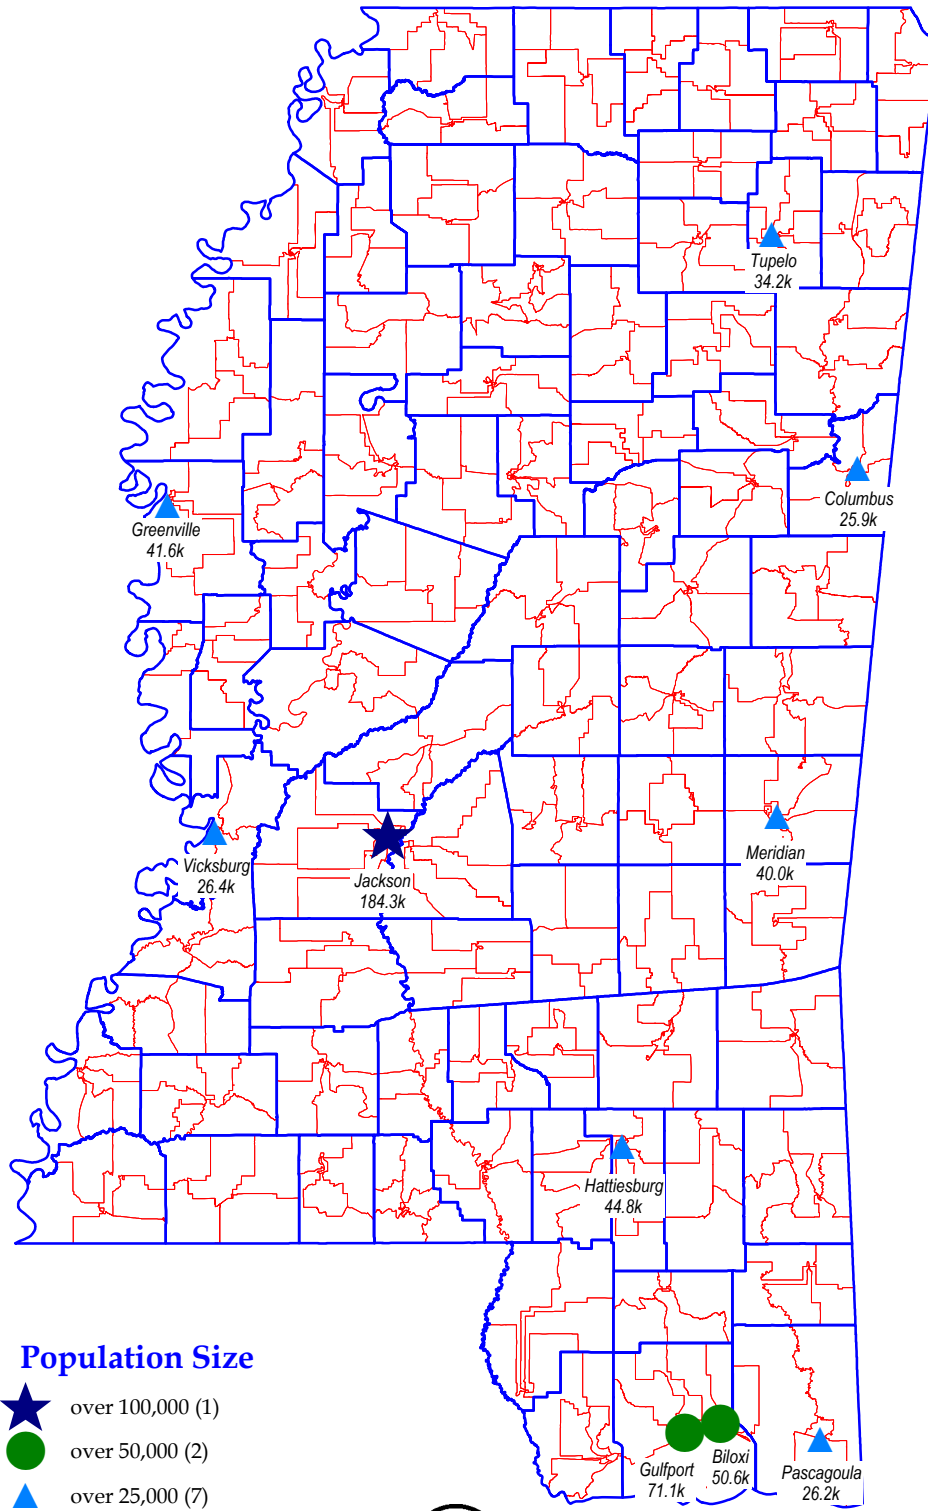 Tupelo
34.2k
Columbus
25.9k
Greenville
41.6k
Vicksburg
26.4k
Jackson
184.3k
Meridian
40.0k
Hattiesburg
44.8k
Gulfport
71.1k
Biloxi
50.6k
Pascagoula
26.2k
Population Size
over 100,000 (1)
over 50,000 (2)
over 25,000 (7)